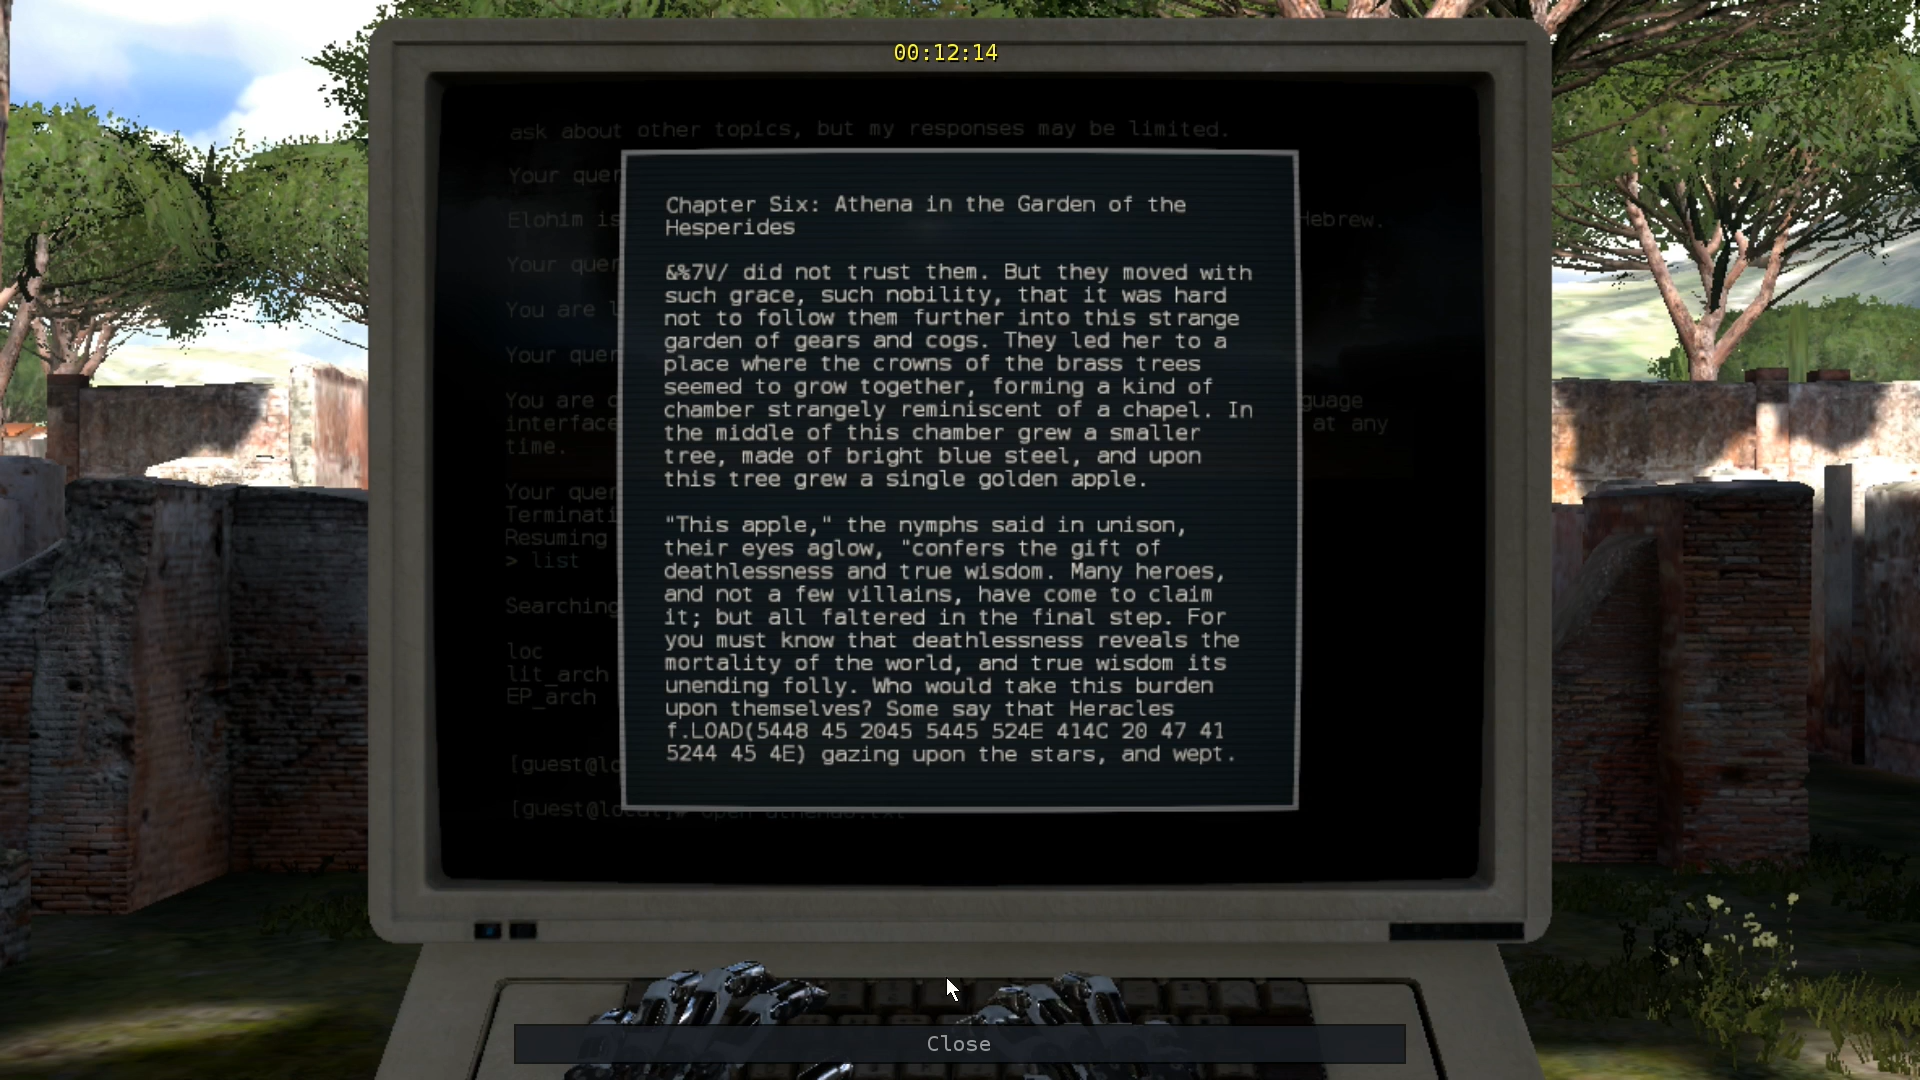 00:12:14
ask about other topics, but my responses may be limited.
Your quer
Elohim is
Hebrew.
Your quer
You are l
Your quer
You are c
guage
interface
at any
time.
Your quer
Terminati
Resuming
> list
Searching
loc
lit_arch
EP_arch
[guest@lo
[guest@local]# open athena6.txt
Chapter Six: Athena in the Garden of the
Hesperides
&%7V/ did not trust them. But they moved with
such grace, such nobility, that it was hard
not to follow them further into this strange
garden of gears and cogs. They led her to a
place where the crowns of the brass trees
seemed to grow together, forming a kind of
chamber strangely reminiscent of a chapel. In
the middle of this chamber grew a smaller
tree, made of bright blue steel, and upon
this tree grew a single golden apple.
"This apple," the nymphs said in unison,
their eyes aglow, "confers the gift of
deathlessness and true wisdom. Many heroes,
and not a few villains, have come to claim
it; but all faltered in the final step. For
you must know that deathlessness reveals the
mortality of the world, and true wisdom its
unending folly. Who would take this burden
upon themselves? Some say that Heracles
f.LOAD(5448 45 2045 5445 524E 414C 20 47 41
5244 45 4E) gazing upon the stars, and wept.
Close